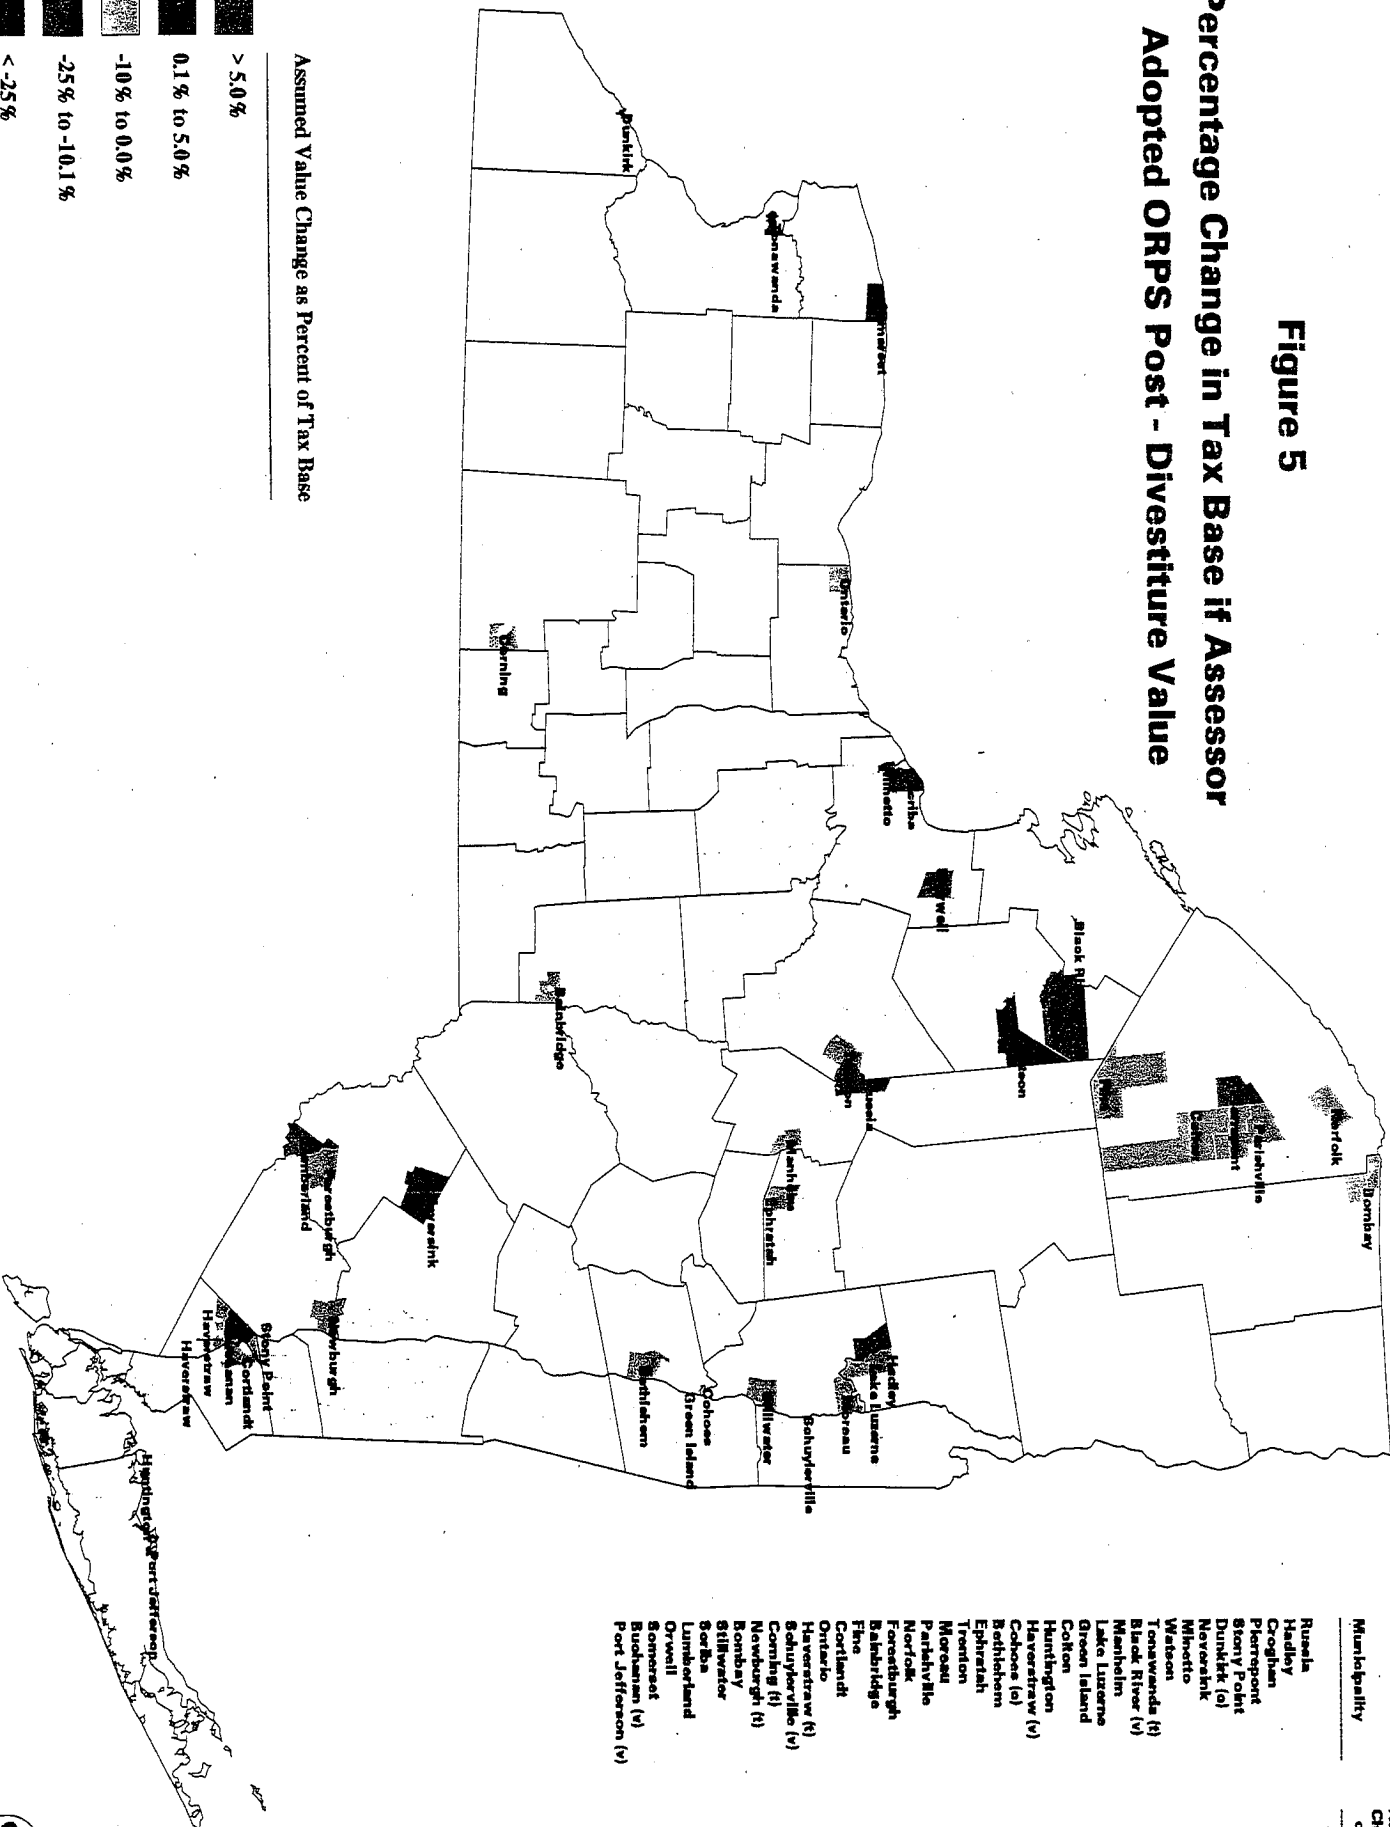 Figure 5
Percentage Change in Tax Base if Assessor
Adopted ORPS Post - Divestiture Value
Municipality
Russia
Hadley
Croghan
Pierrepont
Stony Point
Dunkirk (c)
Neversink
Minetto
Watson
Tonawanda (t)
Black River (v)
Manheim
Lake Luzerne
Green Island
Colton
Huntington
Haverstraw (v)
Cohoes (c)
Bethlehem
Ephratah
Trenton
Moreau
Parishville
Norfolk
Forestburgh
Bainbridge
Fine
Cortlandt
Ontario
Haverstraw (t)
Schuylerville (v)
Corning (t)
Newburgh (t)
Bombay
Stillwater
Scriba
Lumberland
Orwell
Somerset
Buchanan (v)
Port Jefferson (v)
Norfolk
Bombay
Parishville
Colton
Black
Ontario
Dunkirk
Corning
Bainbridge
Manheim
Ephratah
Hadley
Lake Luzerne
Moreau
Schuylerville
Stillwater
Cohoes
Green Island
Bethlehem
Forestburgh
Newburgh
Stony Point
Cortlandt
Haverstraw
Haverstraw
Huntington
Port Jefferson
Assumed Value Change as Percent of Tax Base
> 5.0%
0.1% to 5.0%
-10% to 0.0%
-25% to -10.1%
< -25%